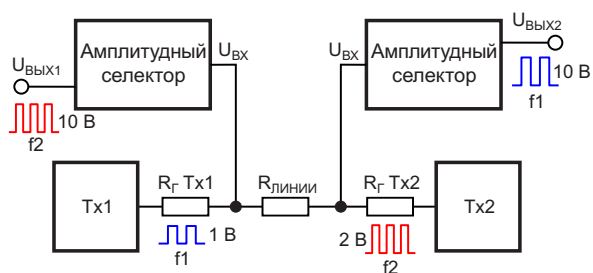 Амплитудный
селектор
UВЫХ1
UВХ
10 В
f2
UВХ
Амплитудный
селектор
UВЫХ2
10 В
f1
Tx1
RГ Tx1
1 В
f1
RЛИНИИ
RГ Tx2
2 В
f2
Tx2